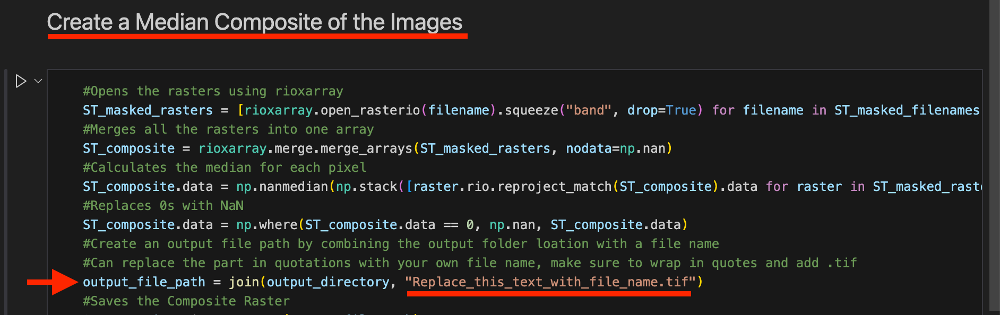 Create a Median Composite of the Images
#Opens the rasters using rioxarray
ST_masked_rasters = [rioxarray.open_rasterio(filename).squeeze("band", drop=True) for filename in ST_masked_filenames
#Merges all the rasters into one array
ST_composite = rioxarray.merge.merge_arrays(ST_masked_rasters, nodata=np.nan)
#Calculates the median for each pixel
ST_composite.data = np.nanmedian(np.stack([raster.rio.reproject_match(ST_composite).data for raster in ST_masked_rast
#Replaces 0s with NaN
ST_composite.data = np.where(ST_composite.data == 0, np.nan, ST_composite.data)
#Create an output file path by combining the output folder loation with a file name
#Can replace the part in quotations with your own file name, make sure to wrap in quotes and add .tif
output_file_path = join(output_directory, "Replace_this_text_with_file_name.tif")
#Saves the Composite Raster